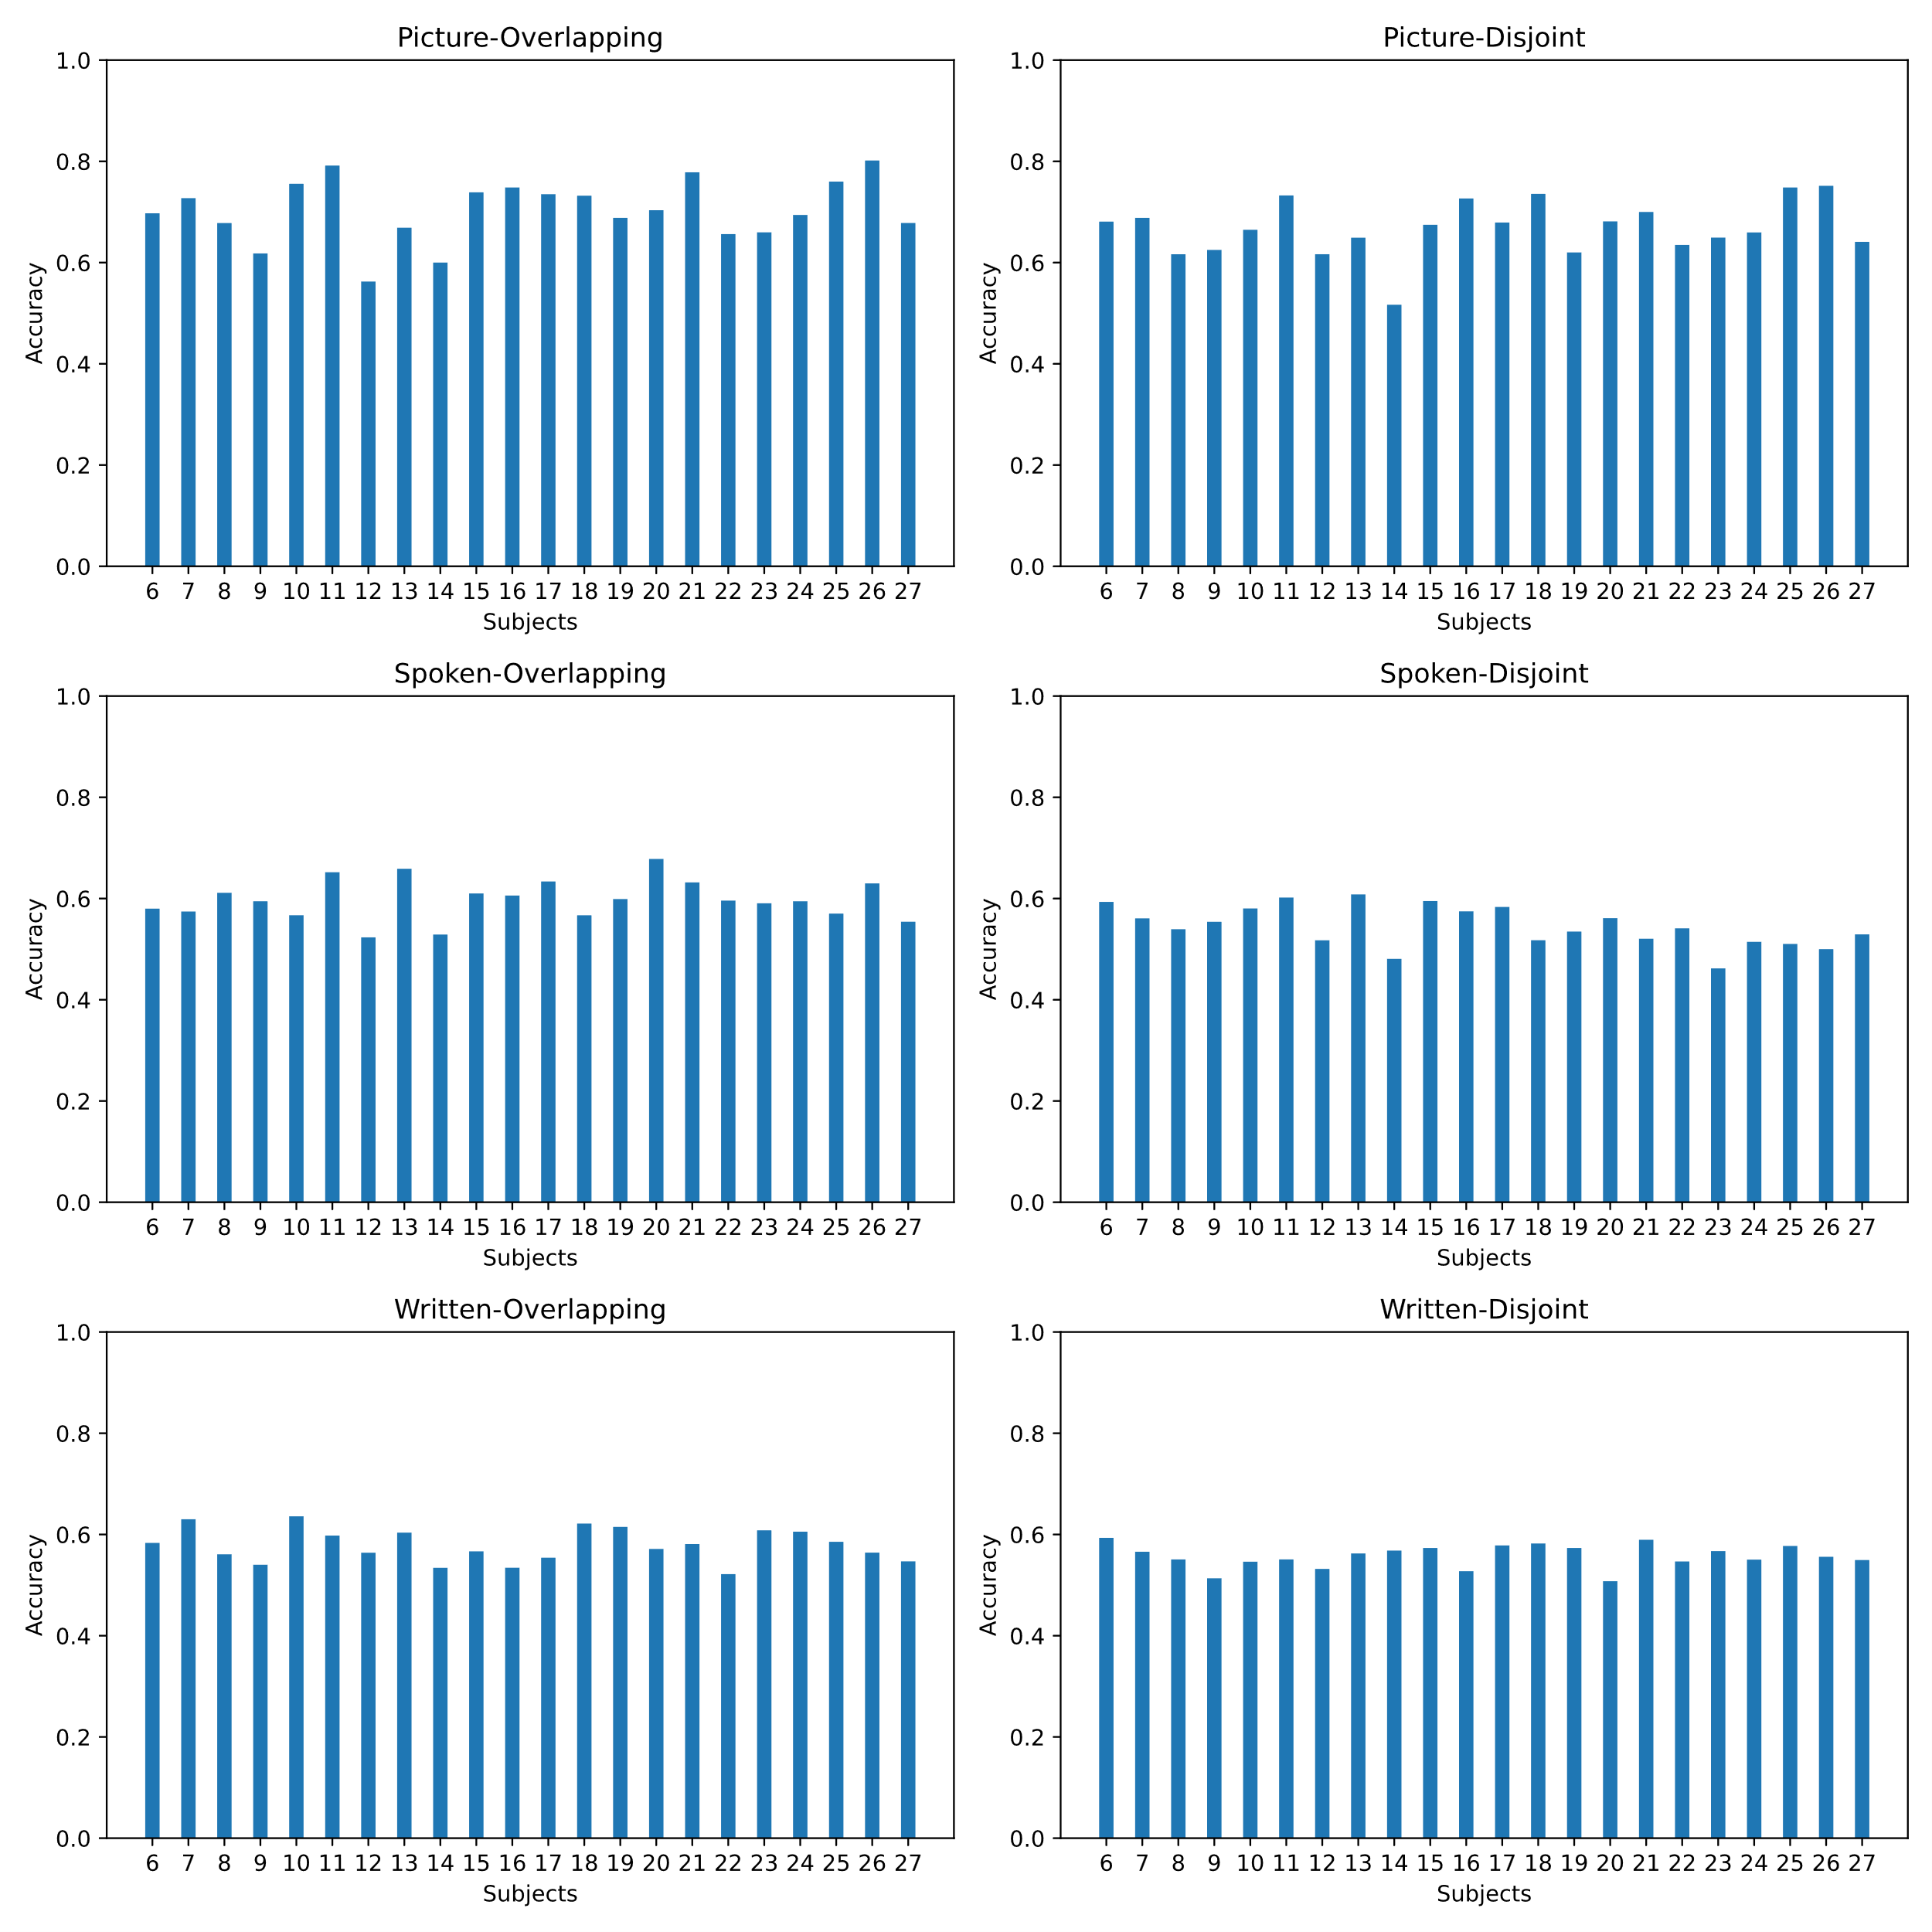 Picture-Overlapping
1.0
0.8
0.6
0.4
0.2
0.0
Accuracy
6 7 8 9 10 11 12 13 14 15 16 17 18 19 20 21 22 23 24 25 26 27
Subjects
Picture-Disjoint
1.0
0.8
0.6
0.4
0.2
0.0
Accuracy
6 7 8 9 10 11 12 13 14 15 16 17 18 19 20 21 22 23 24 25 26 27
Subjects
Spoken-Overlapping
1.0
0.8
0.6
0.4
0.2
0.0
Accuracy
6 7 8 9 10 11 12 13 14 15 16 17 18 19 20 21 22 23 24 25 26 27
Subjects
Spoken-Disjoint
1.0
0.8
0.6
0.4
0.2
0.0
Accuracy
6 7 8 9 10 11 12 13 14 15 16 17 18 19 20 21 22 23 24 25 26 27
Subjects
Written-Overlapping
1.0
0.8
0.6
0.4
0.2
0.0
Accuracy
6 7 8 9 10 11 12 13 14 15 16 17 18 19 20 21 22 23 24 25 26 27
Subjects
Written-Disjoint
1.0
0.8
0.6
0.4
0.2
0.0
Accuracy
6 7 8 9 10 11 12 13 14 15 16 17 18 19 20 21 22 23 24 25 26 27
Subjects